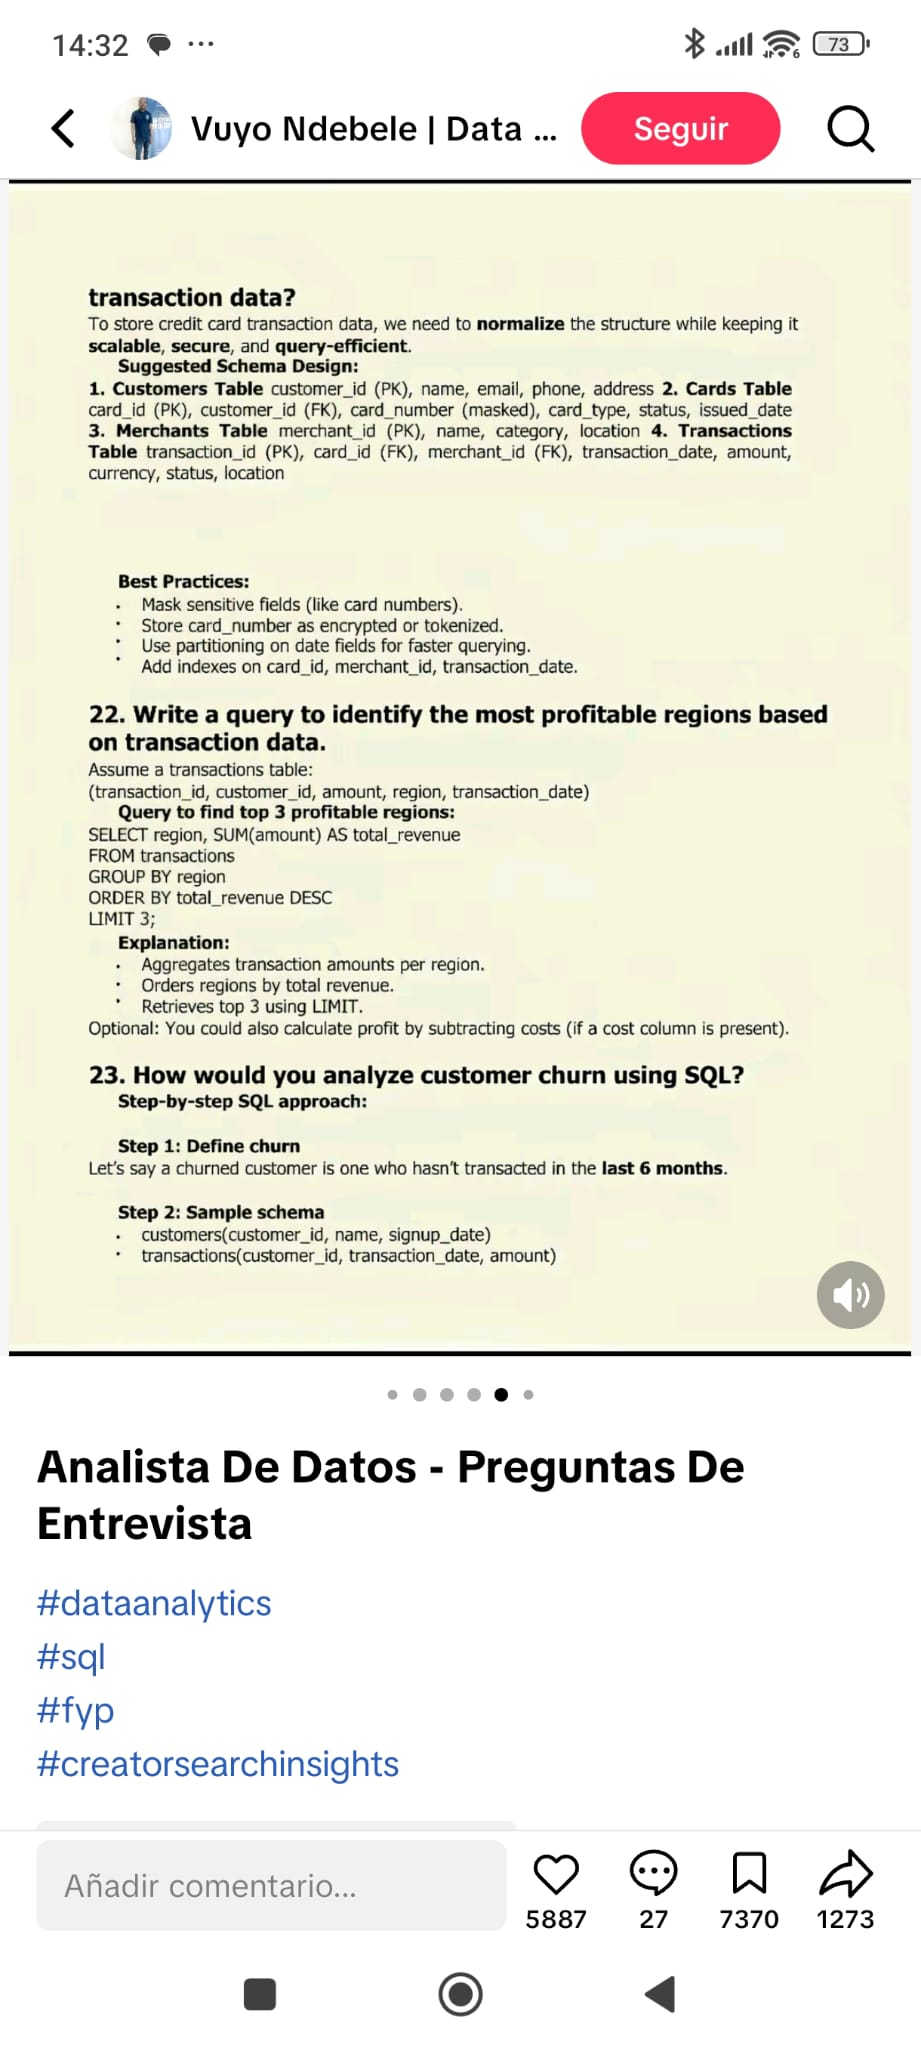 14:32
73
6
Vuyo Ndebele | Data ...
Seguir
transaction data?
To store credit card transaction data, we need to normalize the structure while keeping it
scalable, secure, and query-efficient.
Suggested Schema Design:
1. Customers Table customer_id (PK), name, email, phone, address 2. Cards Table
card_id (PK), customer_id (FK), card_number (masked), card_type, status, issued_date
3. Merchants Table merchant_id (PK), name, category, location 4. Transactions
Table transaction_id (PK), card_id (FK), merchant_id (FK), transaction_date, amount,
currency, status, location
Best Practices:
· Mask sensitive fields (like card numbers).
· Store card_number as encrypted or tokenized.
· Use partitioning on date fields for faster querying.
· Add indexes on card_id, merchant_id, transaction_date.
22. Write a query to identify the most profitable regions based
on transaction data.
Assume a transactions table:
(transaction_id, customer_id, amount, region, transaction_date)
Query to find top 3 profitable regions:
SELECT region, SUM(amount) AS total_revenue
FROM transactions
GROUP BY region
ORDER BY total_revenue DESC
LIMIT 3;
Explanation:
· Aggregates transaction amounts per region.
· Orders regions by total revenue.
· Retrieves top 3 using LIMIT.
Optional: You could also calculate profit by subtracting costs (if a cost column is present).
23. How would you analyze customer churn using SQL?
Step-by-step SQL approach:
Step 1: Define churn
Let's say a churned customer is one who hasn't transacted in the last 6 months.
Step 2: Sample schema
· customers(customer_id, name, signup_date)
· transactions(customer_id, transaction_date, amount)
Analista De Datos - Preguntas De
Entrevista
#dataanalytics
#sql
#fyp
#creatorsearchinsights
Añadir comentario...
5887
27
7370
1273